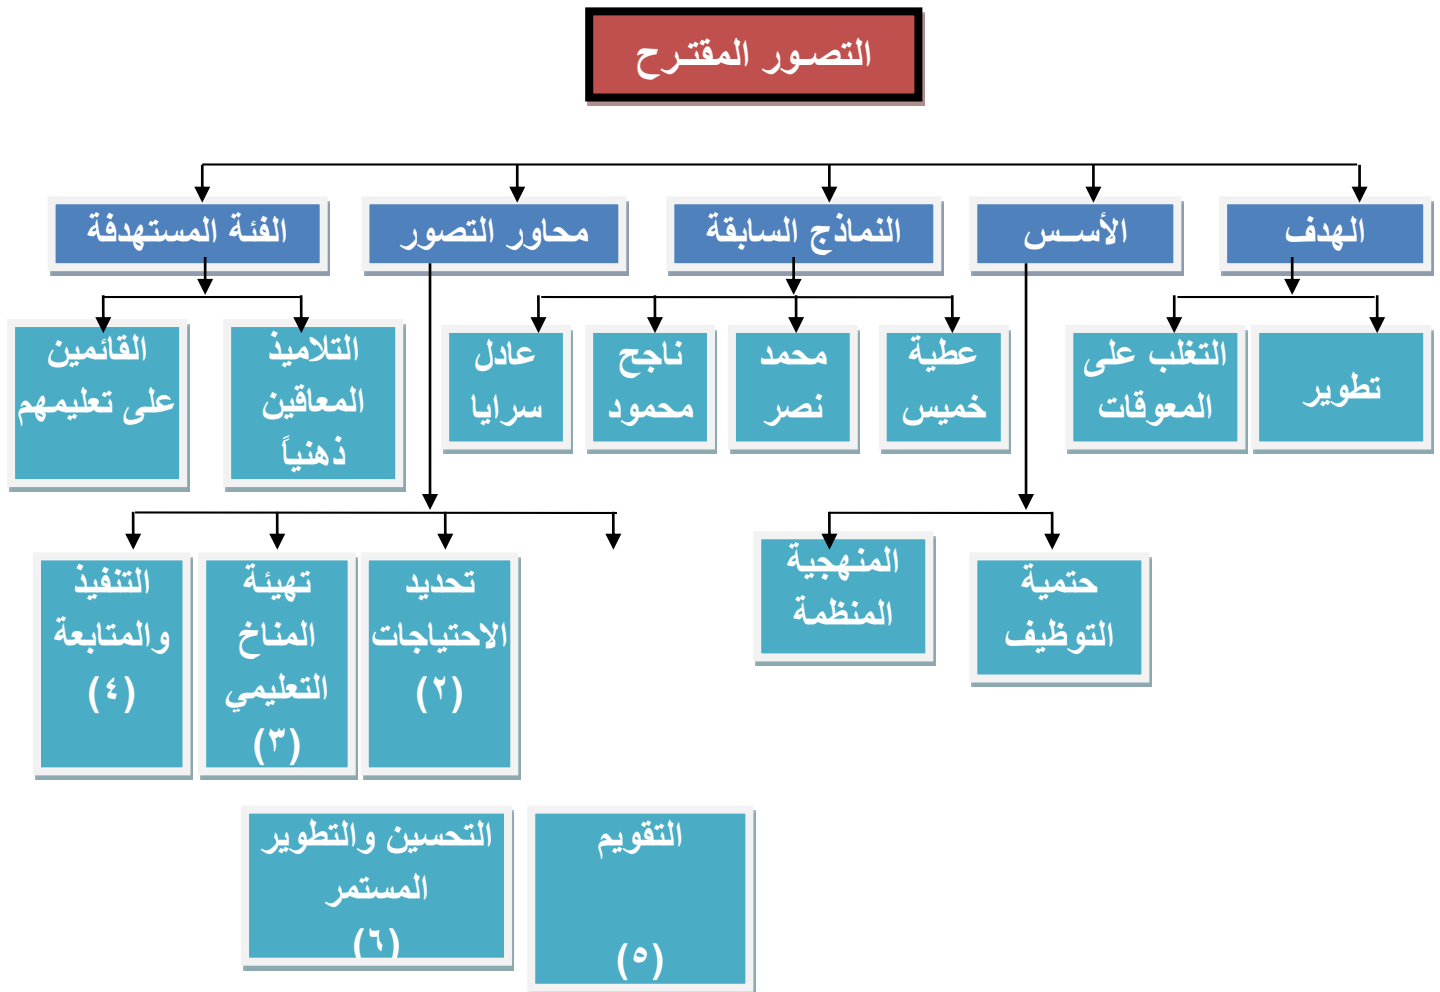 التصور المقترح
الهدف
الأسس
النماذج السابقة
محاور التصور
الفئة المستهدفة
تطوير
التغلب على
المعوقات
عطية
خميس
محمد
نصر
ناجح
محمود
عادل
سرايا
التلاميذ
المعاقين
ذهنياً
القائمين
على تعليمهم
حتمية
التوظيف
المنهجية
المنظمة
تحديد
الاحتياجات
(٢)
تهيئة
المناخ
التعليمي
(٣)
التنفيذ
والمتابعة
(٤)
التقويم
(٥)
التحسين والتطوير
المستمر
(٦)